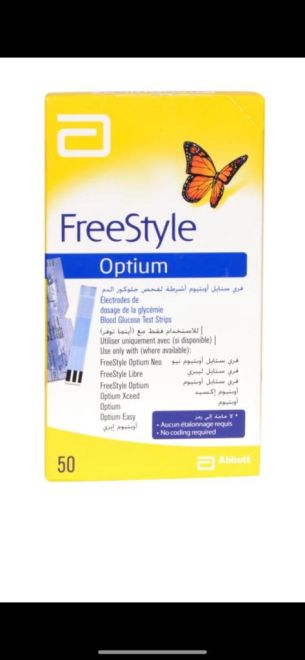 FreeStyle
Optium
فري ستايل أوبتيوم أشرطة لفحص جلوكوز الدم
Électrodes de
dosage de la glycémie
Blood Glucose Test Strips
للاستخدام فقط مع (أينما توفر)
Utiliser uniquement avec (si disponible)
Use only with (where available):
FreeStyle Optium Neo فري ستايل أوبتيوم نيو
FreeStyle Libre فري ستايل ليبري
FreeStyle Optium فري ستايل أوبتيوم
Optium Xceed أوبتيوم إكسيد
Optium أوبتيوم
Optium Easy أوبتيوم إيزي
• لا حاجة إلى رمز
• Aucun étalonnage requis
• No coding required
50
Abbott